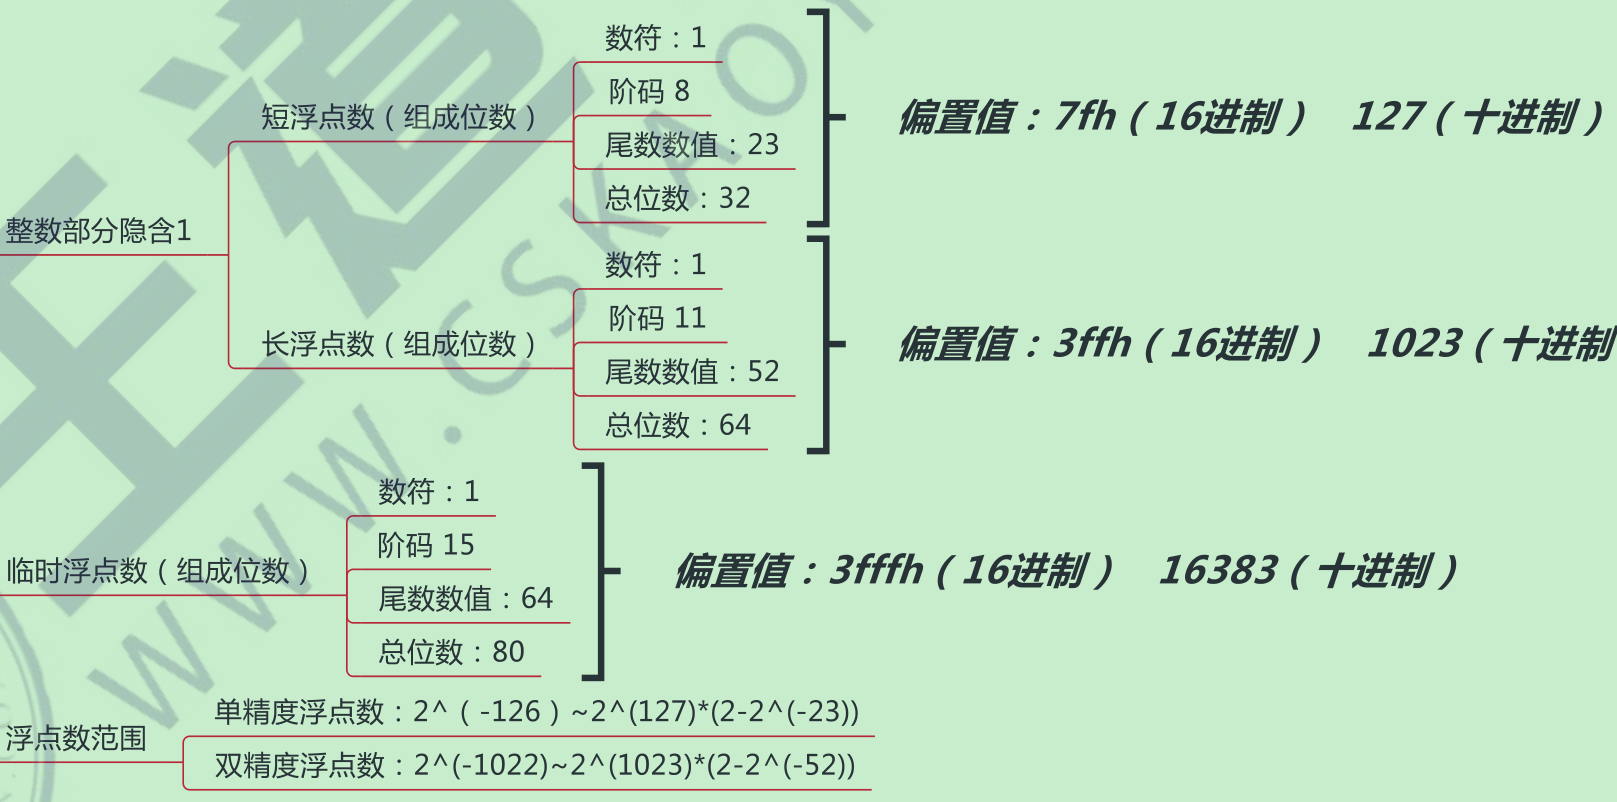 整数部分隐含1
短浮点数（组成位数）
数符：1
阶码 8
尾数数值：23
总位数：32
偏置值：7fh（16进制） 127（十进制）
长浮点数（组成位数）
数符：1
阶码 11
尾数数值：52
总位数：64
偏置值：3ffh（16进制） 1023（十进制
临时浮点数（组成位数）
数符：1
阶码 15
尾数数值：64
总位数：80
偏置值：3fffh（16进制） 16383（十进制）
浮点数范围
单精度浮点数：2^（-126）~2^(127)*(2-2^(-23))
双精度浮点数：2^(-1022)~2^(1023)*(2-2^(-52))
王道
WWW.CSKAO